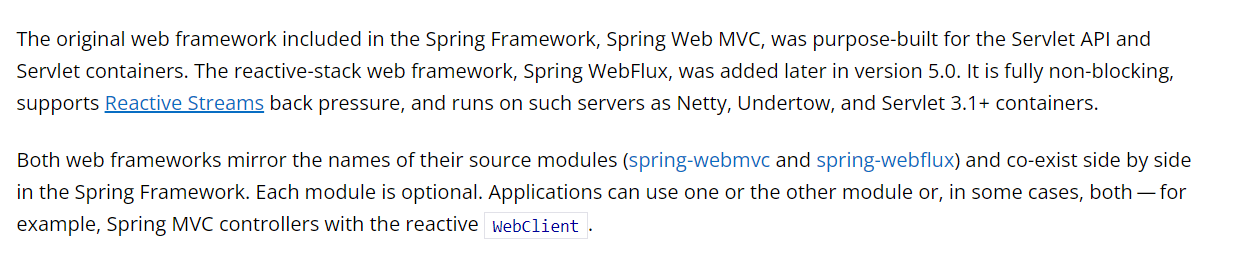 The original web framework included in the Spring Framework, Spring Web MVC, was purpose-built for the Servlet API and
Servlet containers. The reactive-stack web framework, Spring WebFlux, was added later in version 5.0. It is fully non-blocking,
supports Reactive Streams back pressure, and runs on such servers as Netty, Undertow, and Servlet 3.1+ containers.
Both web frameworks mirror the names of their source modules (spring-webmvc and spring-webflux) and co-exist side by side
in the Spring Framework. Each module is optional. Applications can use one or the other module or, in some cases, both — for
example, Spring MVC controllers with the reactive WebClient.